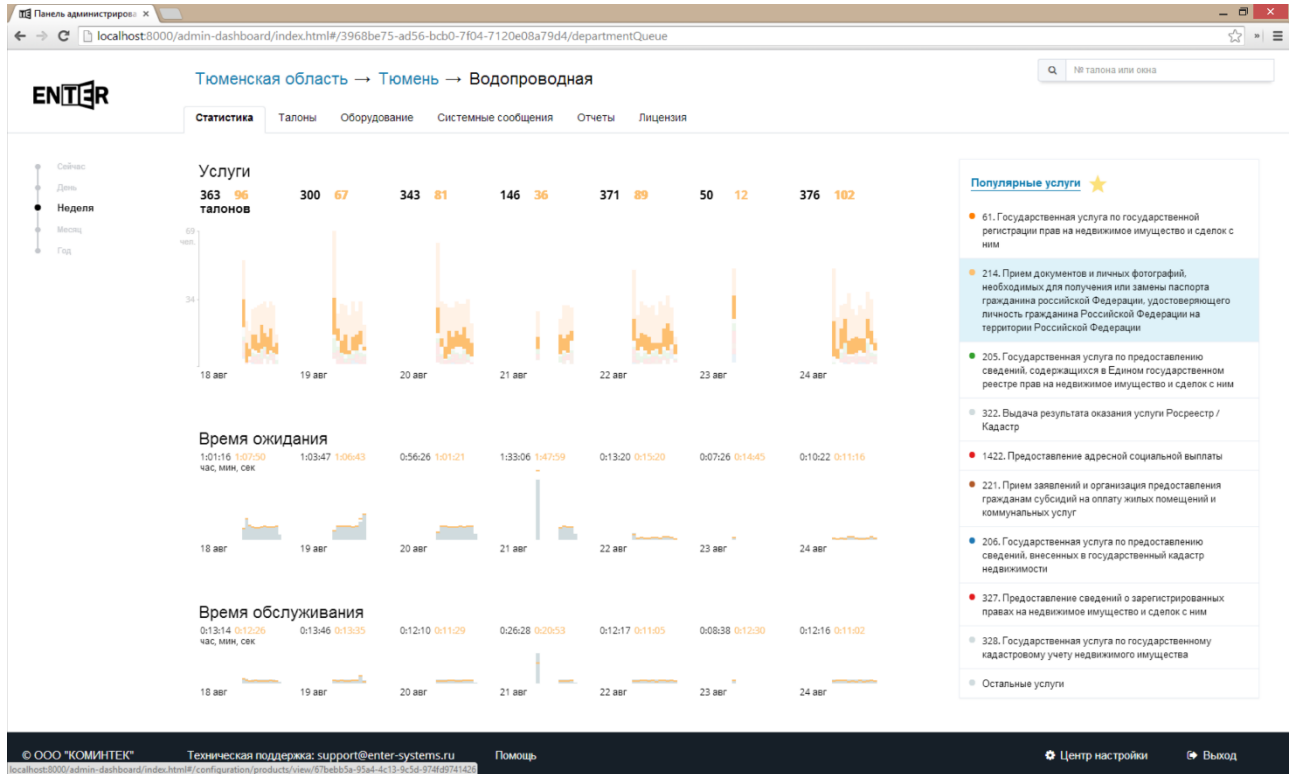 Панель администрирова
localhost:8000/admin-dashboard/index.html#/3968be75-ad56-bcb0-7f04-7120e08a79d4/departmentQueue
ENTER
Тюменская область → Тюмень → Водопроводная
№ талона или окна
Статистика Талоны Оборудование Системные сообщения Отчеты Лицензия
Сейчас
День
Неделя
Месяц
Год
Услуги
363 96 300 67 343 81 146 36 371 89 50 12 376 102
талонов
69
чел.
34
18 авг 19 авг 20 авг 21 авг 22 авг 23 авг 24 авг
Время ожидания
1:01:16 1:07:50 1:03:47 1:06:43 0:56:26 1:01:21 1:33:06 1:47:59 0:13:20 0:15:20 0:07:26 0:14:45 0:10:22 0:11:16
час, мин, сек
18 авг 19 авг 20 авг 21 авг 22 авг 23 авг 24 авг
Время обслуживания
0:13:14 0:12:26 0:13:46 0:13:35 0:12:10 0:11:29 0:26:28 0:20:53 0:12:17 0:11:05 0:08:38 0:12:30 0:12:16 0:11:02
час, мин, сек
18 авг 19 авг 20 авг 21 авг 22 авг 23 авг 24 авг
Популярные услуги
61. Государственная услуга по государственной
регистрации прав на недвижимое имущество и сделок с
ним
214. Прием документов и личных фотографий,
необходимых для получения или замены паспорта
гражданина российской Федерации, удостоверяющего
личность гражданина Российской Федерации на
территории Российской Федерации
205. Государственная услуга по предоставлению
сведений, содержащихся в Едином государственном
реестре прав на недвижимое имущество и сделок с ним
322. Выдача результата оказания услуги Росреестр /
Кадастр
1422. Предоставление адресной социальной выплаты
221. Прием заявлений и организация предоставления
гражданам субсидий на оплату жилых помещений и
коммунальных услуг
206. Государственная услуга по предоставлению
сведений, внесенных в государственный кадастр
недвижимости
327. Предоставление сведений о зарегистрированных
правах на недвижимое имущество и сделок с ним
328. Государственная услуга по государственному
кадастровому учету недвижимого имущества
Остальные услуги
© ООО "КОМИНТЕК" Техническая поддержка: support@enter-systems.ru Помощь Центр настройки Выход
localhost:8000/admin-dashboard/index.html#/configuration/products/view/67bebb5a-95a4-4c13-9c5d-974fd9741426